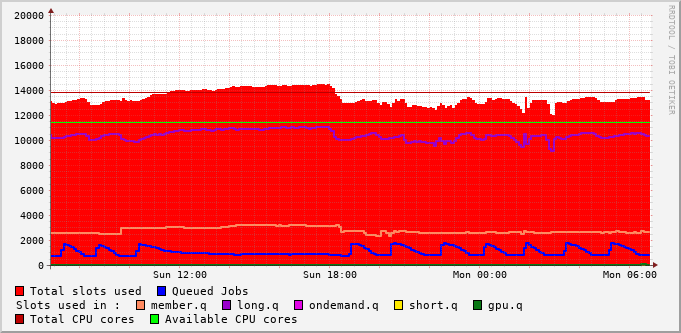 RRDTOOL / TOBI OETIKER
20000
18000
16000
14000
12000
10000
8000
6000
4000
2000
0
Sun 12:00 Sun 18:00 Mon 00:00 Mon 06:00
Total slots used Queued Jobs
Slots used in : member.q long.q ondemand.q short.q gpu.q
Total CPU cores Available CPU cores